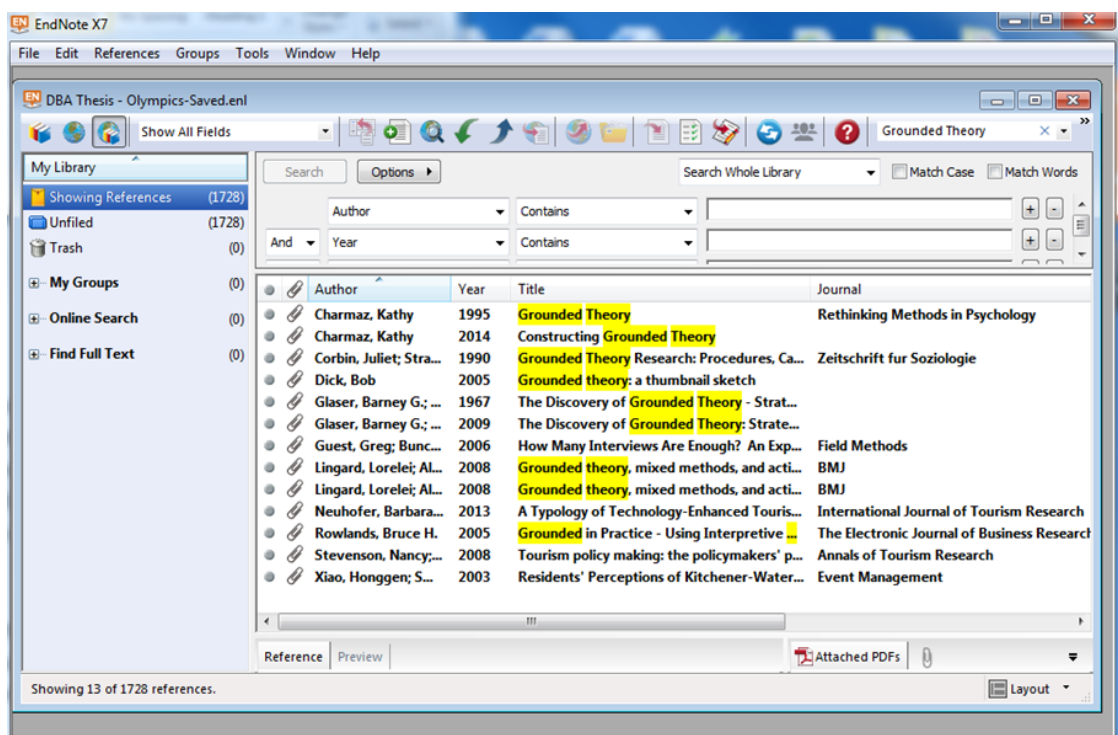 EndNote X7
File Edit References Groups Tools Window Help
DBA Thesis - Olympics-Saved.enl
Show All Fields Grounded Theory
My Library
Search Options Search Whole Library Match Case Match Words
Showing References (1728)
Unfiled (1728)
Trash (0)
My Groups (0)
Online Search (0)
Find Full Text (0)
Author Contains
And Year Contains
Author Year Title Journal
Charmaz, Kathy 1995 Grounded Theory Rethinking Methods in Psychology
Charmaz, Kathy 2014 Constructing Grounded Theory
Corbin, Juliet; Stra... 1990 Grounded Theory Research: Procedures, Ca... Zeitschrift fur Soziologie
Dick, Bob 2005 Grounded theory: a thumbnail sketch
Glaser, Barney G.; ... 1967 The Discovery of Grounded Theory - Strat...
Glaser, Barney G.; ... 2009 The Discovery of Grounded Theory: Strate...
Guest, Greg; Bunc... 2006 How Many Interviews Are Enough? An Exp... Field Methods
Lingard, Lorelei; Al... 2008 Grounded theory, mixed methods, and acti... BMJ
Lingard, Lorelei; Al... 2008 Grounded theory, mixed methods, and acti... BMJ
Neuhofer, Barbara... 2013 A Typology of Technology-Enhanced Touris... International Journal of Tourism Research
Rowlands, Bruce H. 2005 Grounded in Practice - Using Interpretive ... The Electronic Journal of Business Research
Stevenson, Nancy;... 2008 Tourism policy making: the policymakers' p... Annals of Tourism Research
Xiao, Honggen; S... 2003 Residents' Perceptions of Kitchener-Water... Event Management
Reference Preview Attached PDFs
Showing 13 of 1728 references. Layout